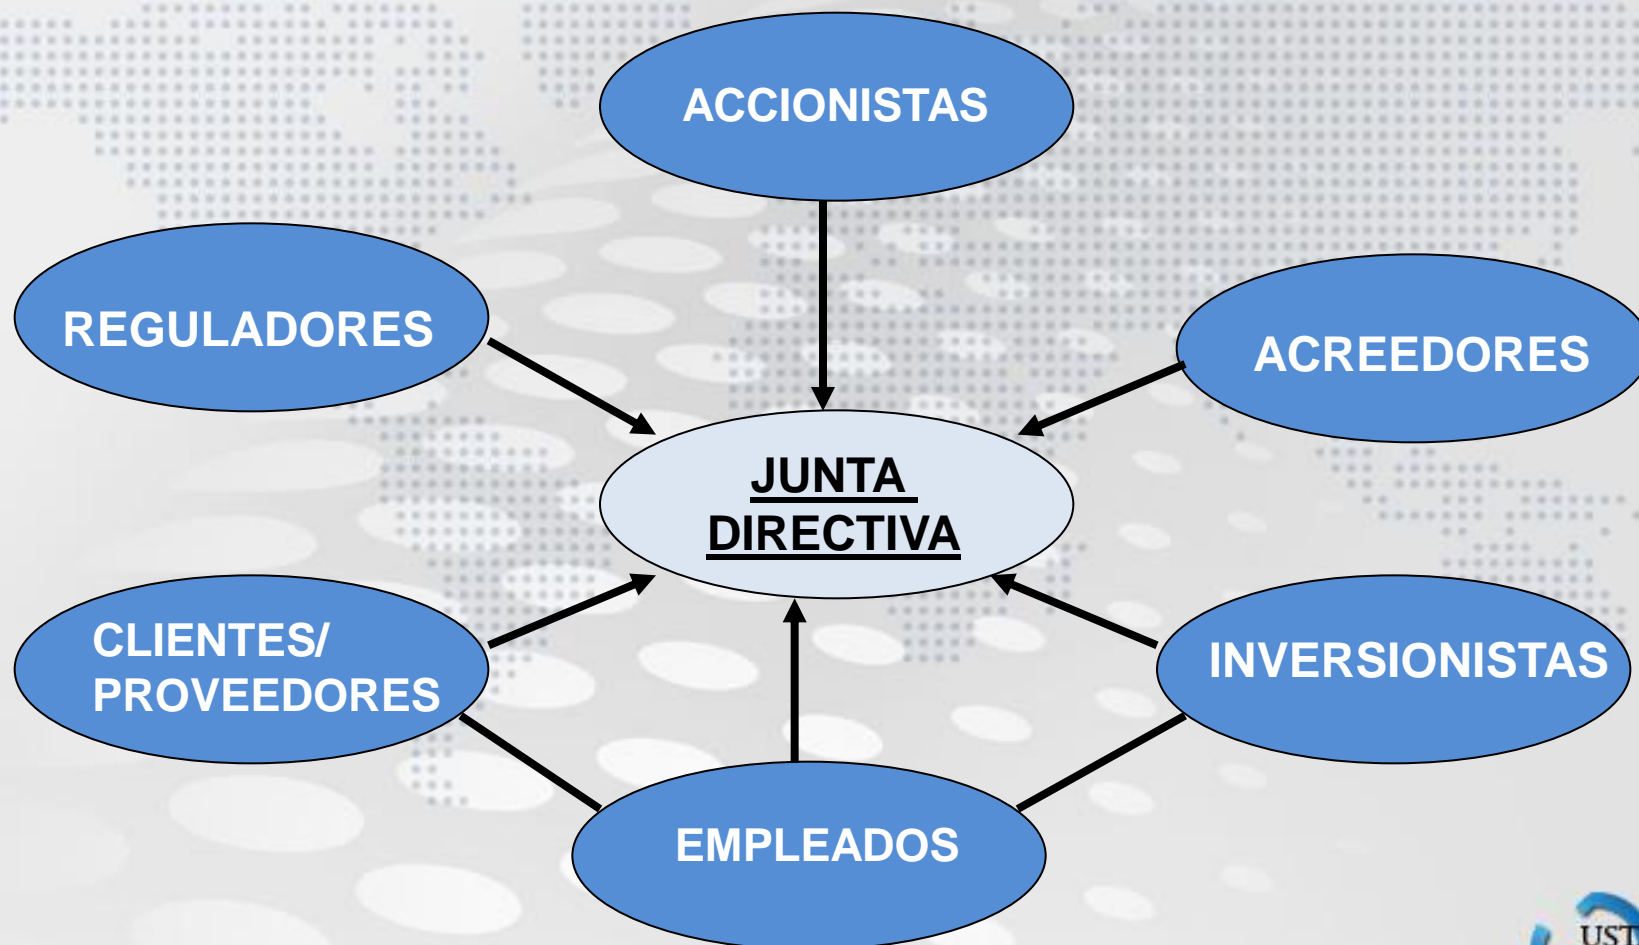 ACCIONISTAS
REGULADORES
ACREEDORES
JUNTA
DIRECTIVA
CLIENTES/
PROVEEDORES
INVERSIONISTAS
EMPLEADOS
UST